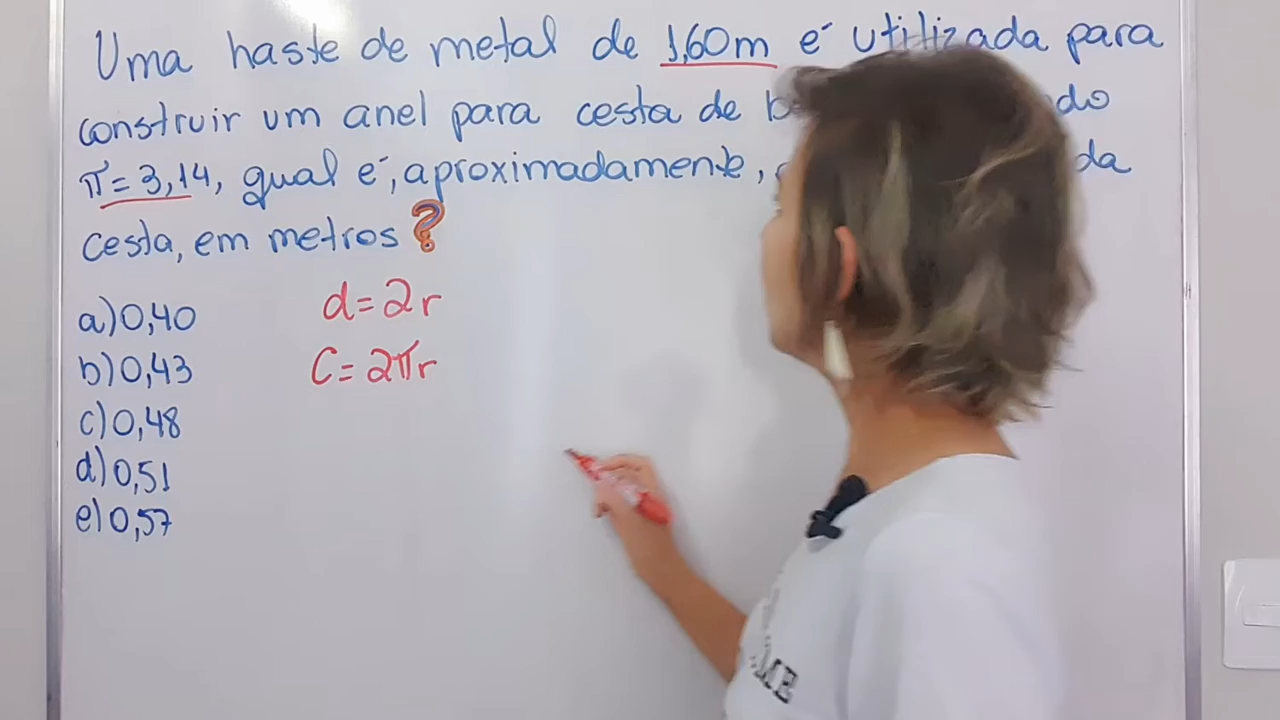 Uma haste de metal de 1,60m é utilizada para
construir um anel para cesta de
π = 3,14, qual é, aproximadamente, da
cesta, em metros?
a) 0,40
b) 0,43
c) 0,48
d) 0,51
e) 0,57
d = 2r
C = 2πr